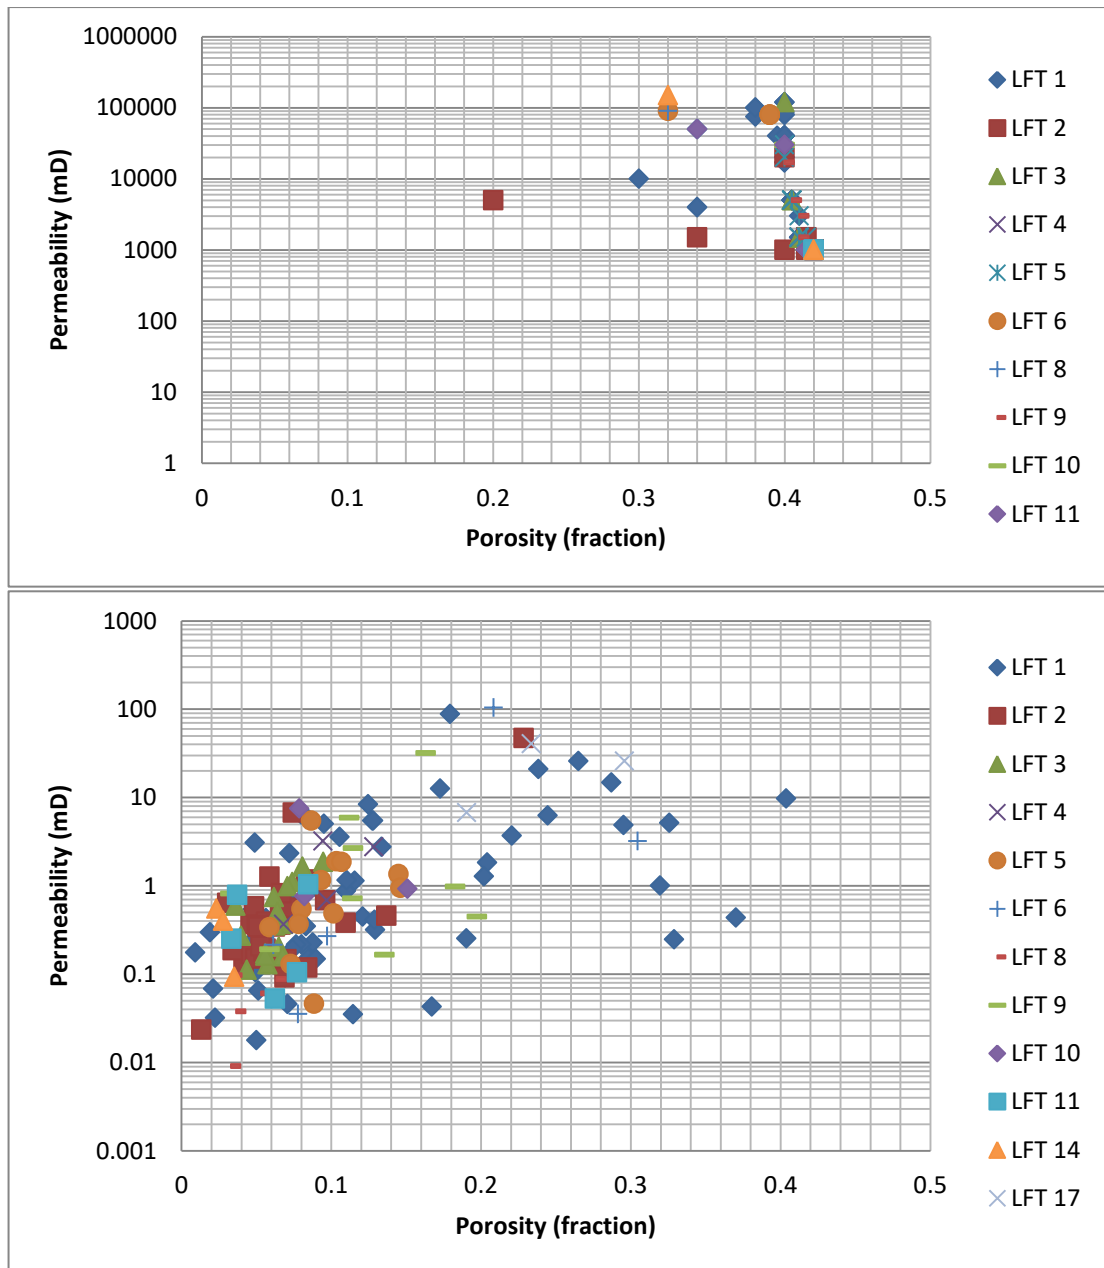 1000000
100000
10000
1000
100
10
1
Permeability (mD)
0 0.1 0.2 0.3 0.4 0.5
Porosity (fraction)
LFT 1
LFT 2
LFT 3
LFT 4
LFT 5
LFT 6
LFT 8
LFT 9
LFT 10
LFT 11
1000
100
10
1
0.1
0.01
0.001
Permeability (mD)
0 0.1 0.2 0.3 0.4 0.5
Porosity (fraction)
LFT 1
LFT 2
LFT 3
LFT 4
LFT 5
LFT 6
LFT 8
LFT 9
LFT 10
LFT 11
LFT 14
LFT 17